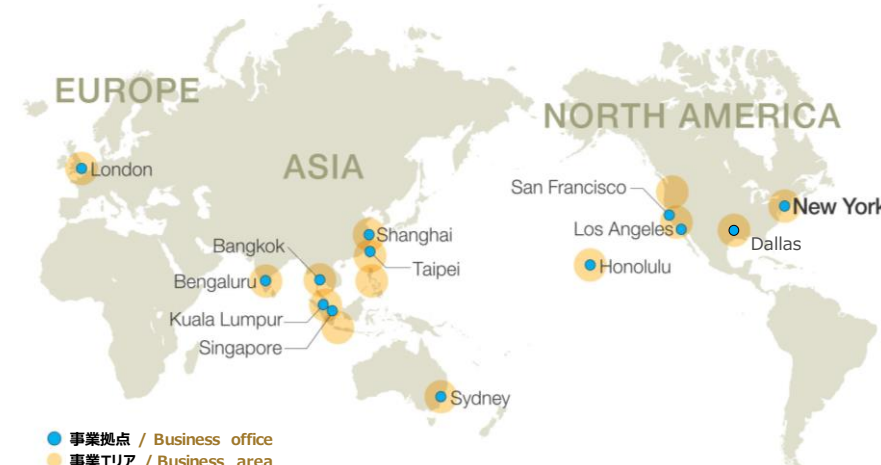 EUROPE
NORTH AMERICA
ASIA
London
San Francisco
New York
Shanghai
Los Angeles
Dallas
Bangkok
Taipei
Honolulu
Bengaluru
Kuala Lumpur
Singapore
Sydney
事業拠点 / Business office
事業エリア / Business area